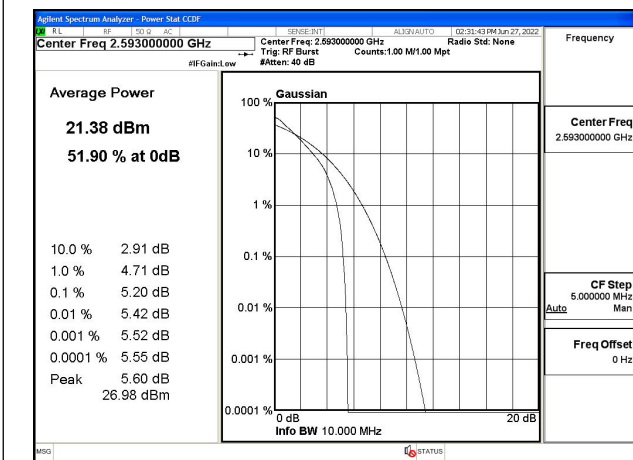 Agilent Spectrum Analyzer - Power Stat CCDF
LXI RL RF 50 Ω AC SENSE:INT ALIGNAUTO 02:31:43 PM Jun 27, 2022
Center Freq 2.593000000 GHz
Center Freq: 2.593000000 GHz Radio Std: None
Trig: RF Burst Counts:1.00 M/1.00 Mpt
#IFGain:Low #Atten: 40 dB
Frequency
Average Power
21.38 dBm
51.90 % at 0dB
10.0 % 2.91 dB
1.0 % 4.71 dB
0.1 % 5.20 dB
0.01 % 5.42 dB
0.001 % 5.52 dB
0.0001 % 5.55 dB
Peak 5.60 dB
26.98 dBm
Gaussian
100 %
10 %
1 %
0.1 %
0.01 %
0.001 %
0.0001 %
0 dB 20 dB
Info BW 10.000 MHz
Center Freq
2.593000000 GHz
CF Step
5.000000 MHz
Auto Man
Freq Offset
0 Hz
MSG STATUS